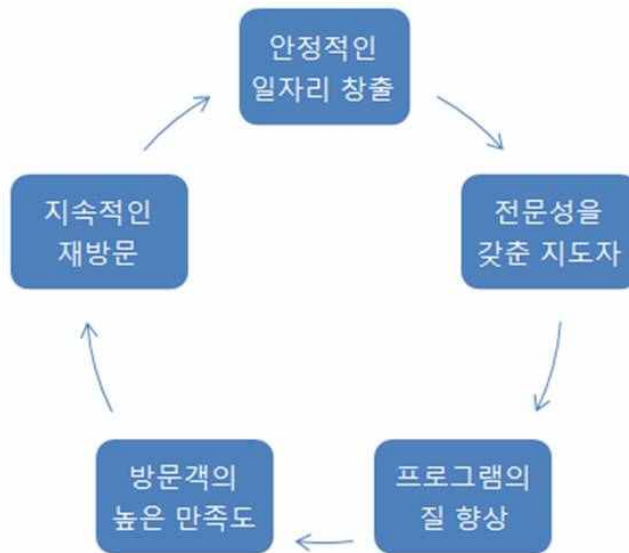 안정적인
일자리 창출
전문성을
갖춘 지도자
프로그램의
질 향상
방문객의
높은 만족도
지속적인
재방문